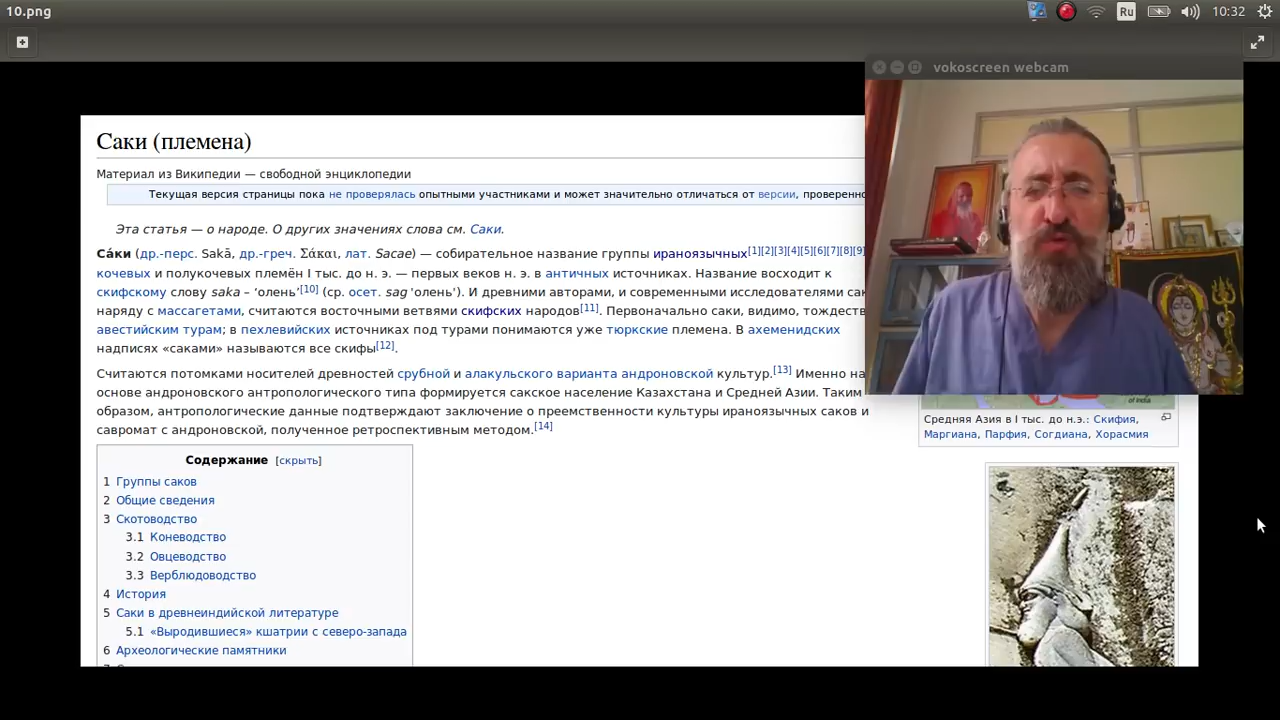 10.png
Ru
10:32
vokoscreen webcam
Саки (племена)
Материал из Википедии — свободной энциклопедии
Текущая версия страницы пока не проверялась опытными участниками и может значительно отличаться от версии, проверенно
Эта статья — о народе. О других значениях слова см. Саки.
Са́ки (др.-перс. Sakā, др.-греч. Σάκαι, лат. Sacae) — собирательное название группы ираноязычных[1][2][3][4][5][6][7][8][9]
кочевых и полукочевых племён I тыс. до н. э. — первых веков н. э. в античных источниках. Название восходит к
скифскому слову saka – ‘олень’[10] (ср. осет. sag 'олень'). И древними авторами, и современными исследователями сак
наряду с массагетами, считаются восточными ветвями скифских народов[11]. Первоначально саки, видимо, тождеств
авестийским турам; в пехлевийских источниках под турами понимаются уже тюркские племена. В ахеменидских
надписях «саками» называются все скифы[12].
Считаются потомками носителей древностей срубной и алакульского варианта андроновской культур.[13] Именно на
основе андроновского антропологического типа формируется сакское население Казахстана и Средней Азии. Таким
образом, антропологические данные подтверждают заключение о преемственности культуры ираноязычных саков и
савромат с андроновской, полученное ретроспективным методом.[14]
of India
Средняя Азия в I тыс. до н.э.: Скифия,
Маргиана, Парфия, Согдиана, Хорасмия
Содержание [скрыть]
1 Группы саков
2 Общие сведения
3 Скотоводство
3.1 Коневодство
3.2 Овцеводство
3.3 Верблюдоводство
4 История
5 Саки в древнеиндийской литературе
5.1 «Выродившиеся» кшатрии с северо-запада
6 Археологические памятники